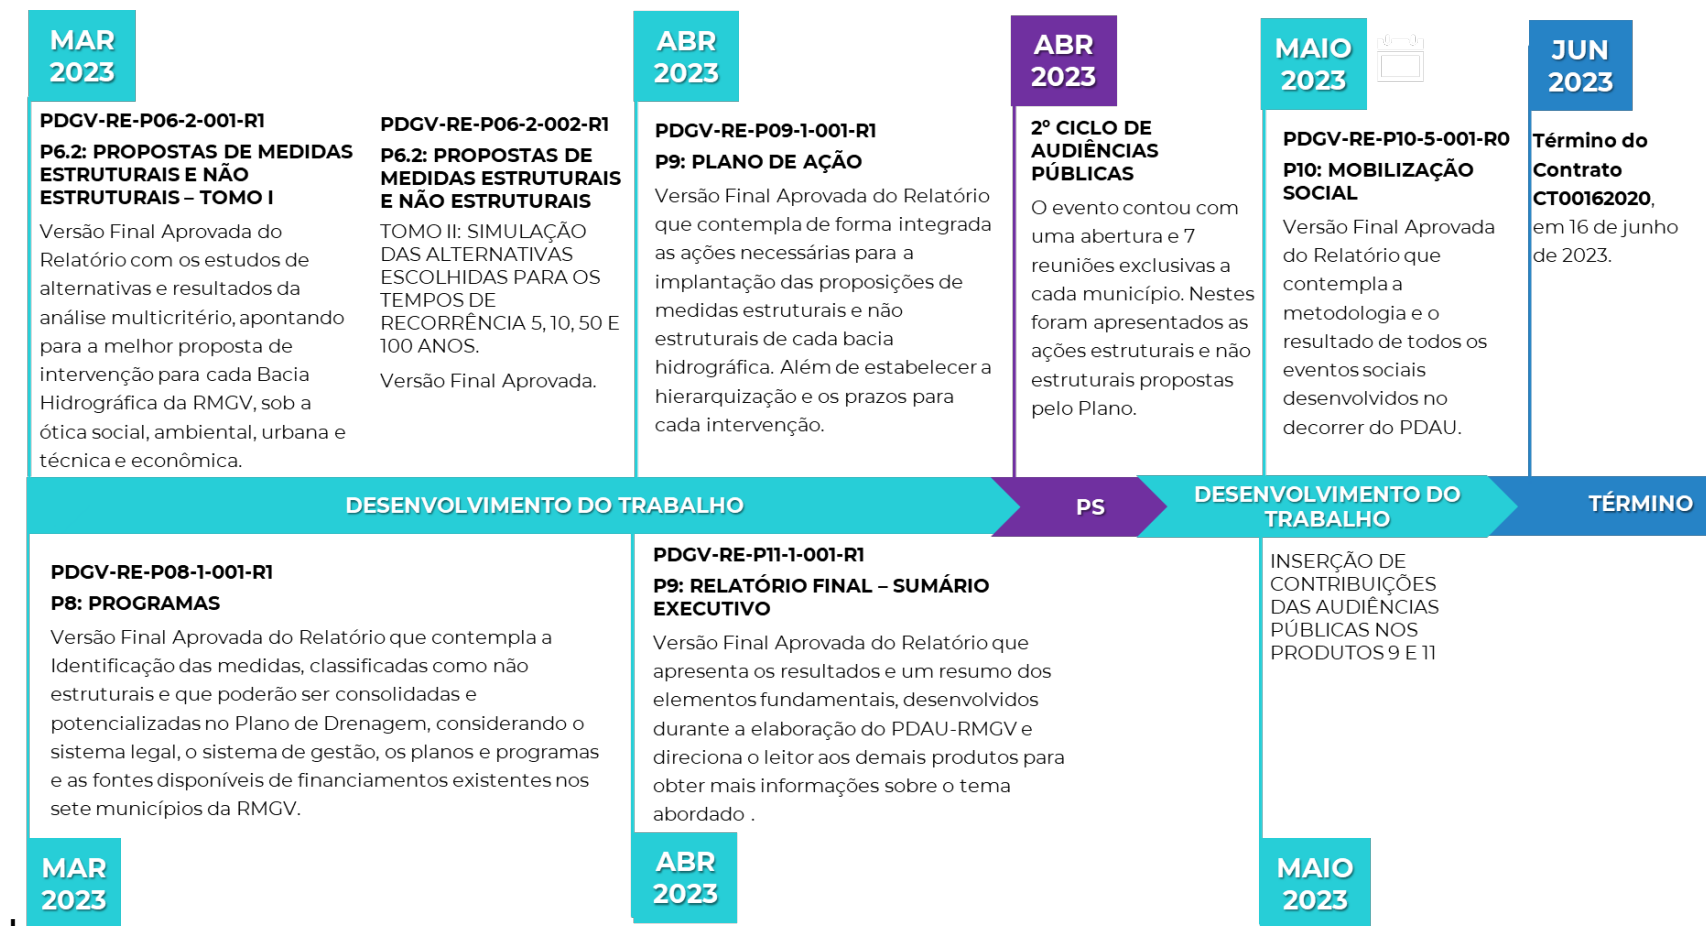 MAR
2023
PDGV-RE-P06-2-001-R1
P6.2: PROPOSTAS DE MEDIDAS
ESTRUTURAIS E NÃO
ESTRUTURAIS – TOMO I
Versão Final Aprovada do
Relatório com os estudos de
alternativas e resultados da
análise multicritério, apontando
para a melhor proposta de
intervenção para cada Bacia
Hidrográfica da RMGV, sob a
ótica social, ambiental, urbana e
técnica e econômica.
PDGV-RE-P06-2-002-R1
P6.2: PROPOSTAS DE
MEDIDAS ESTRUTURAIS
E NÃO ESTRUTURAIS
TOMO II: SIMULAÇÃO
DAS ALTERNATIVAS
ESCOLHIDAS PARA OS
TEMPOS DE
RECORRÊNCIA 5, 10, 50 E
100 ANOS.
Versão Final Aprovada.
ABR
2023
PDGV-RE-P09-1-001-R1
P9: PLANO DE AÇÃO
Versão Final Aprovada do Relatório
que contempla de forma integrada
as ações necessárias para a
implantação das proposições de
medidas estruturais e não
estruturais de cada bacia
hidrográfica. Além de estabelecer a
hierarquização e os prazos para
cada intervenção.
ABR
2023
2º CICLO DE
AUDIÊNCIAS
PÚBLICAS
O evento contou com
uma abertura e 7
reuniões exclusivas a
cada município. Nestes
foram apresentados as
ações estruturais e não
estruturais propostas
pelo Plano.
MAIO
2023
PDGV-RE-P10-5-001-R0
P10: MOBILIZAÇÃO
SOCIAL
Versão Final Aprovada
do Relatório que
contempla a
metodologia e o
resultado de todos os
eventos sociais
desenvolvidos no
decorrer do PDAU.
JUN
2023
Término do
Contrato
CT00162020,
em 16 de junho
de 2023.
DESENVOLVIMENTO DO TRABALHO
PS
DESENVOLVIMENTO DO
TRABALHO
TÉRMINO
PDGV-RE-P08-1-001-R1
P8: PROGRAMAS
Versão Final Aprovada do Relatório que contempla a
Identificação das medidas, classificadas como não
estruturais e que poderão ser consolidadas e
potencializadas no Plano de Drenagem, considerando o
sistema legal, o sistema de gestão, os planos e programas
e as fontes disponíveis de financiamentos existentes nos
sete municípios da RMGV.
MAR
2023
PDGV-RE-P11-1-001-R1
P9: RELATÓRIO FINAL – SUMÁRIO
EXECUTIVO
Versão Final Aprovada do Relatório que
apresenta os resultados e um resumo dos
elementos fundamentais, desenvolvidos
durante a elaboração do PDAU-RMGV e
direciona o leitor aos demais produtos para
obter mais informações sobre o tema
abordado .
ABR
2023
INSERÇÃO DE
CONTRIBUIÇÕES
DAS AUDIÊNCIAS
PÚBLICAS NOS
PRODUTOS 9 E 11
MAIO
2023